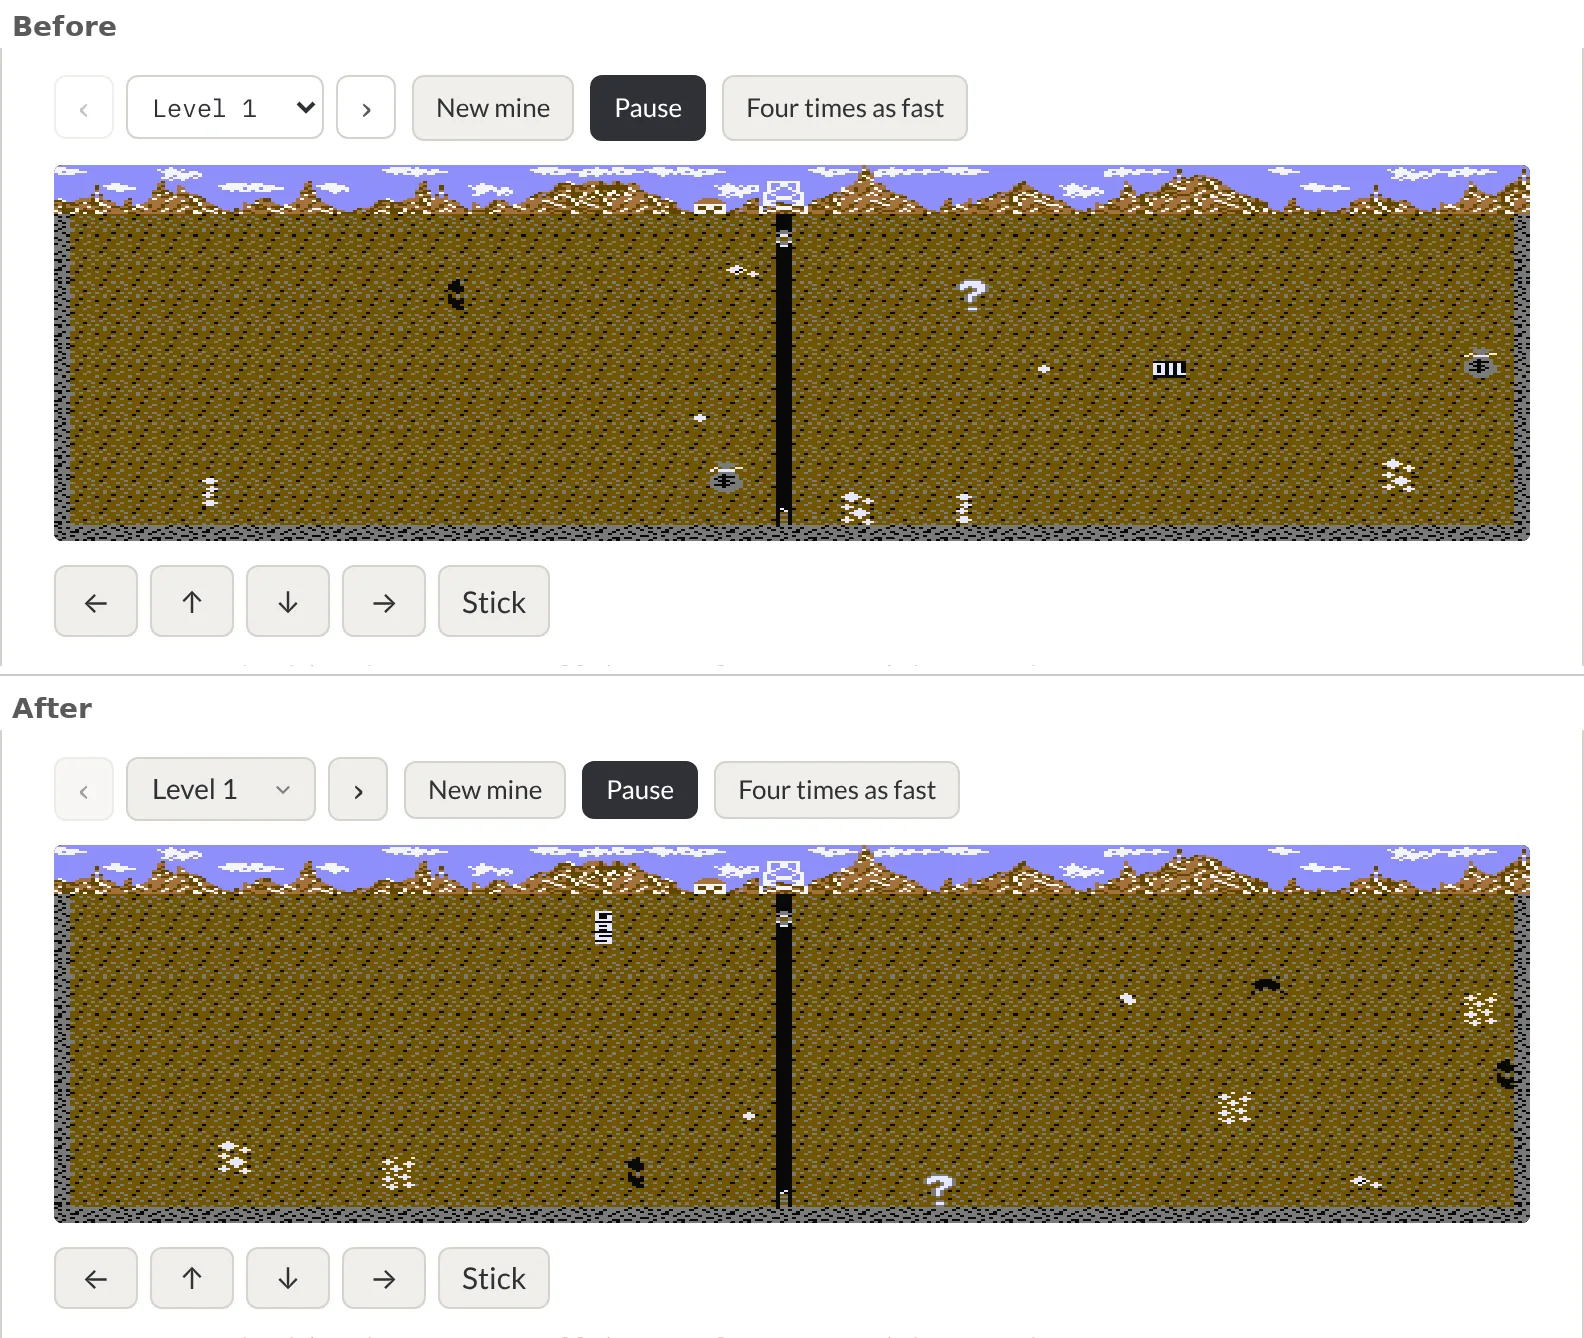 Before
‹ Level 1 › New mine Pause Four times as fast
?
OIL
← ↑ ↓ → Stick
After
‹ Level 1 › New mine Pause Four times as fast
GAS
?
← ↑ ↓ → Stick